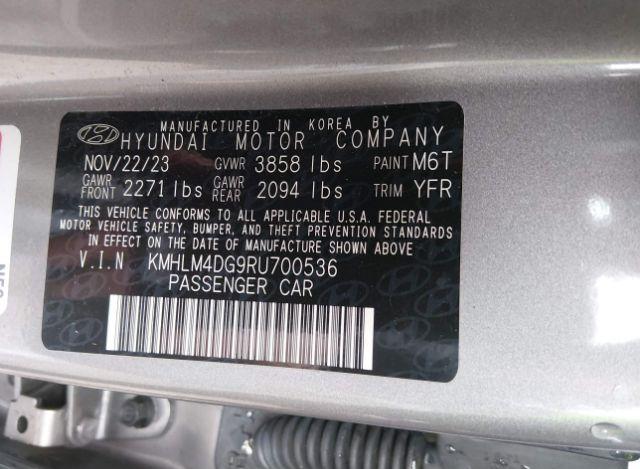 MANUFACTURED IN KOREA BY
HYUNDAI MOTOR COMPANY
NOV/22/23 GVWR 3858 lbs PAINT M6T
GAWR FRONT 2271 lbs GAWR REAR 2094 lbs TRIM YFR
THIS VEHICLE CONFORMS TO ALL APPLICABLE U.S.A. FEDERAL
MOTOR VEHICLE SAFETY, BUMPER, AND THEFT PREVENTION STANDARDS
IN EFFECT ON THE DATE OF MANUFACTURE SHOWN ABOVE.
V.I.N KMHLM4DG9RU700536
PASSENGER CAR